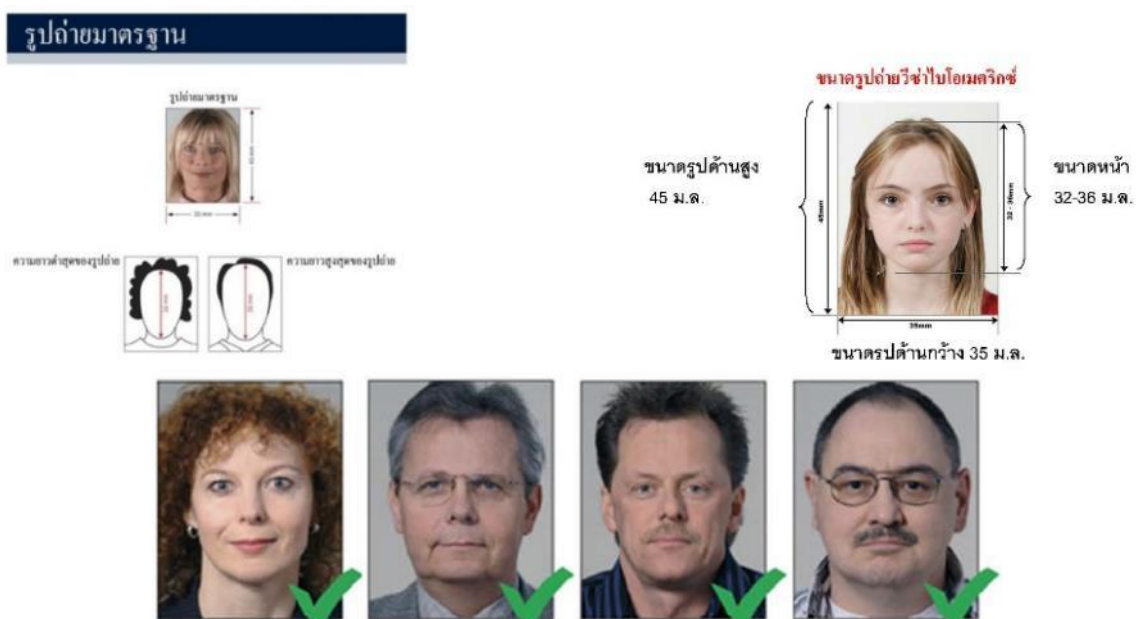 รูปถ่ายมาตรฐาน
รูปถ่ายมาตรฐาน
35 mm
ความยาวต่ำสุดของรูปถ่าย
ความยาวสูงสุดของรูปถ่าย
ขนาดรูปถ่ายวีซ่าไบโอเมตริกซ์
ขนาดรูปด้านสูง
45 ม.ล.
45mm
32 - 36mm
ขนาดหน้า
32-36 ม.ล.
35mm
ขนาดรปด้านกว้าง 35 ม.ล.